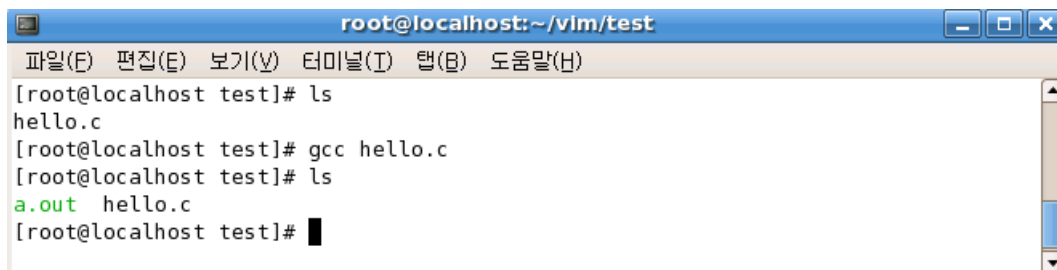 root@localhost:~/vim/test
파일(F) 편집(E) 보기(V) 터미널(T) 탭(B) 도움말(H)
[root@localhost test]# ls
hello.c
[root@localhost test]# gcc hello.c
[root@localhost test]# ls
a.out hello.c
[root@localhost test]#